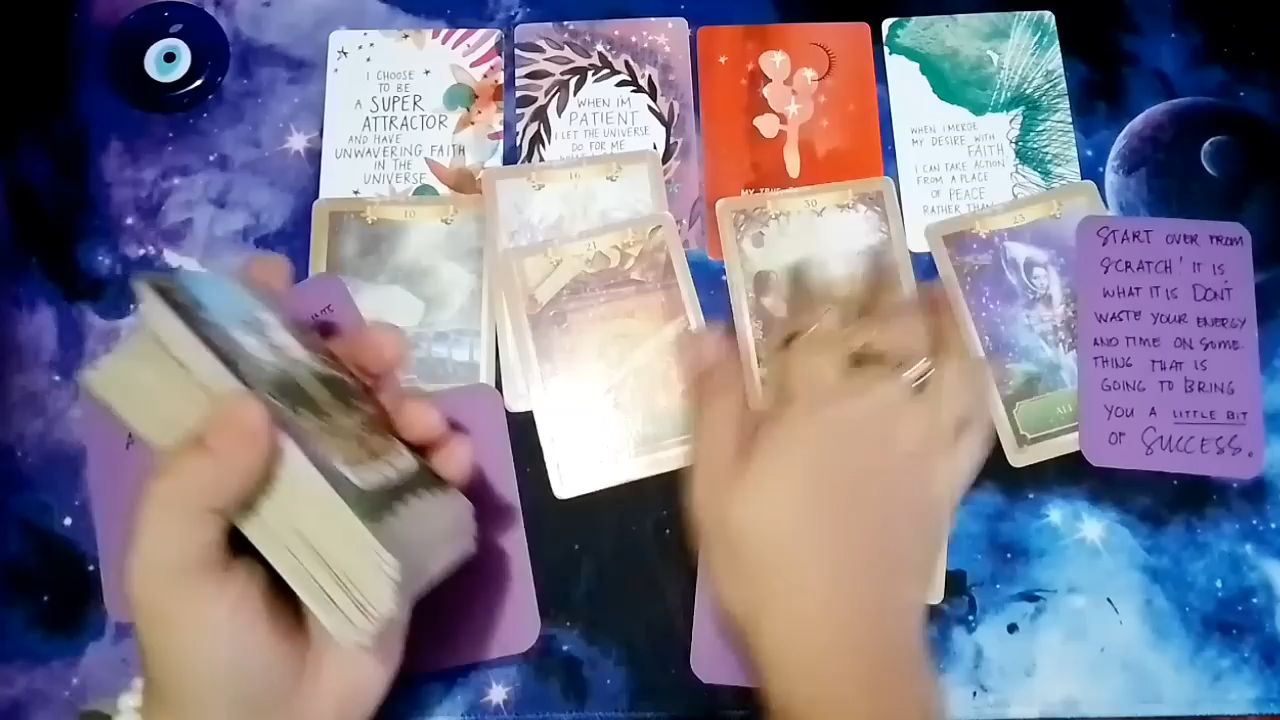 I CHOOSE
TO BE
A SUPER
ATTRACTOR
AND HAVE
UNWAVERING FAITH
IN THE
UNIVERSE
WHEN I'M
PATIENT
I LET THE UNIVERSE
DO FOR ME
MY TRUE
WHEN I MERGE
MY DESIRE WITH
FAITH
I CAN TAKE ACTION
FROM A PLACE
OF PEACE
RATHER THAN
10
16
21
30
23
ALL
START OVER FROM
SCRATCH! IT IS
WHAT IT IS DON'T
WASTE YOUR ENERGY
AND TIME ON SOME-
THING THAT IS
GOING TO BRING
YOU A LITTLE BIT
OF SUCCESS.